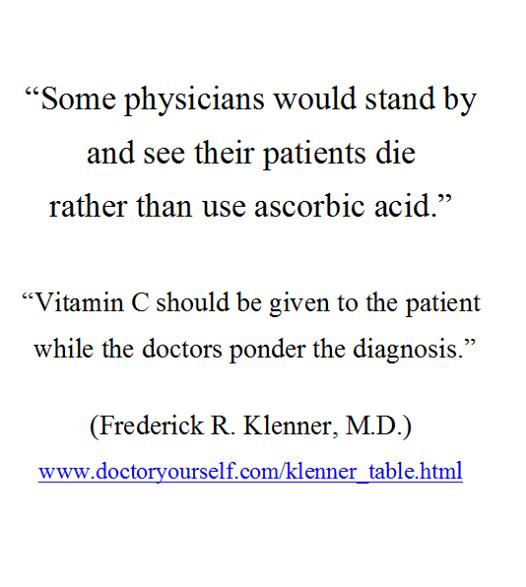 “Some physicians would stand by
and see their patients die
rather than use ascorbic acid.”
“Vitamin C should be given to the patient
while the doctors ponder the diagnosis.”
(Frederick R. Klenner, M.D.)
www.doctoryourself.com/klenner_table.html